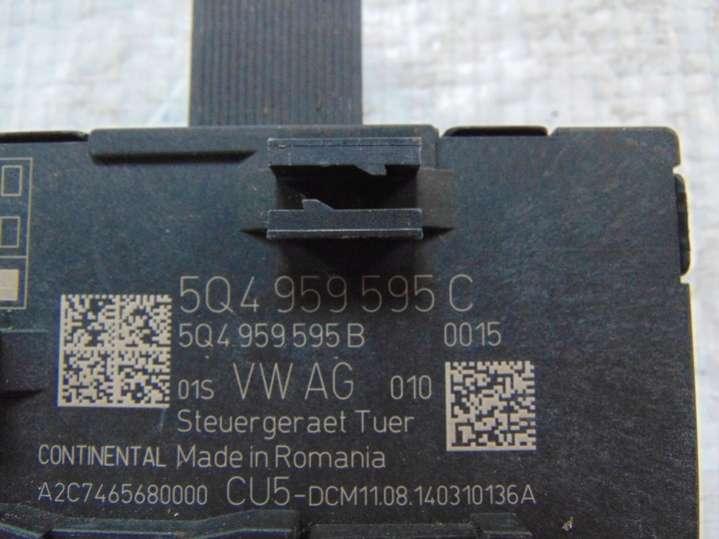 5Q4 959 595 C
5Q4 959 595 B 0015
01S VW AG 010
Steuergeraet Tuer
CONTINENTAL Made in Romania
A2C7465680000 CU5-DCM11.08.140310136A